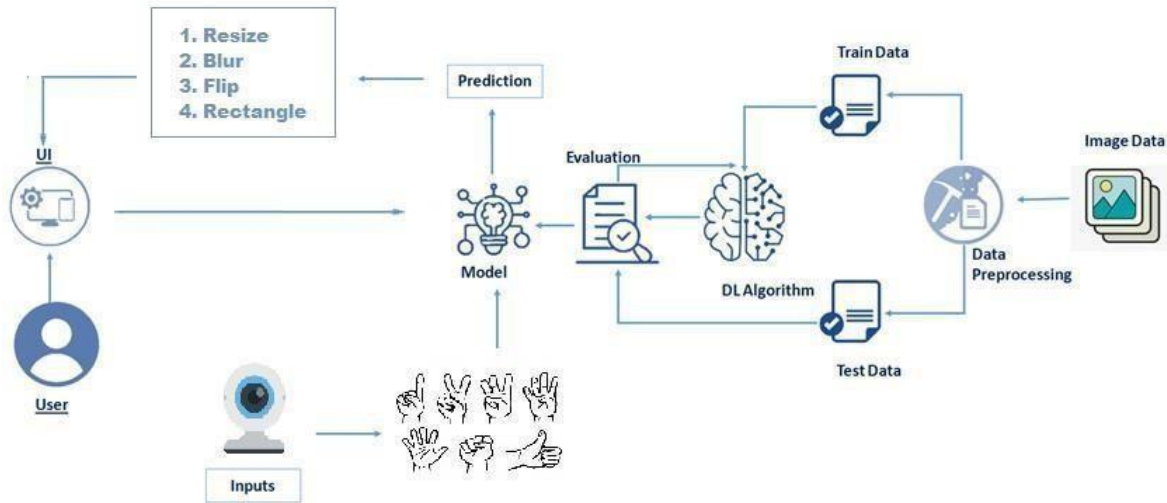 1. Resize
2. Blur
3. Flip
4. Rectangle
Prediction
Train Data
Image Data
UI
Evaluation
Model
DL Algorithm
Data
Preprocessing
User
Test Data
Inputs